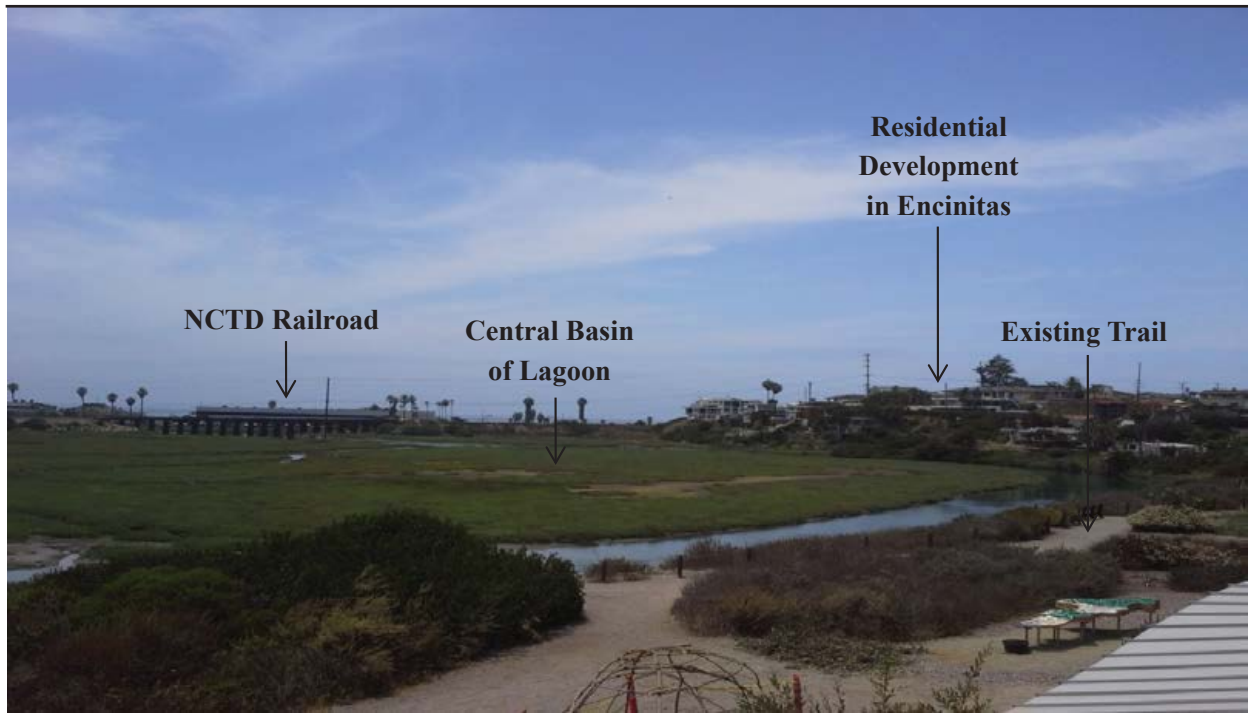 Residential
Development
in Encinitas
NCTD Railroad
Central Basin
of Lagoon
Existing Trail